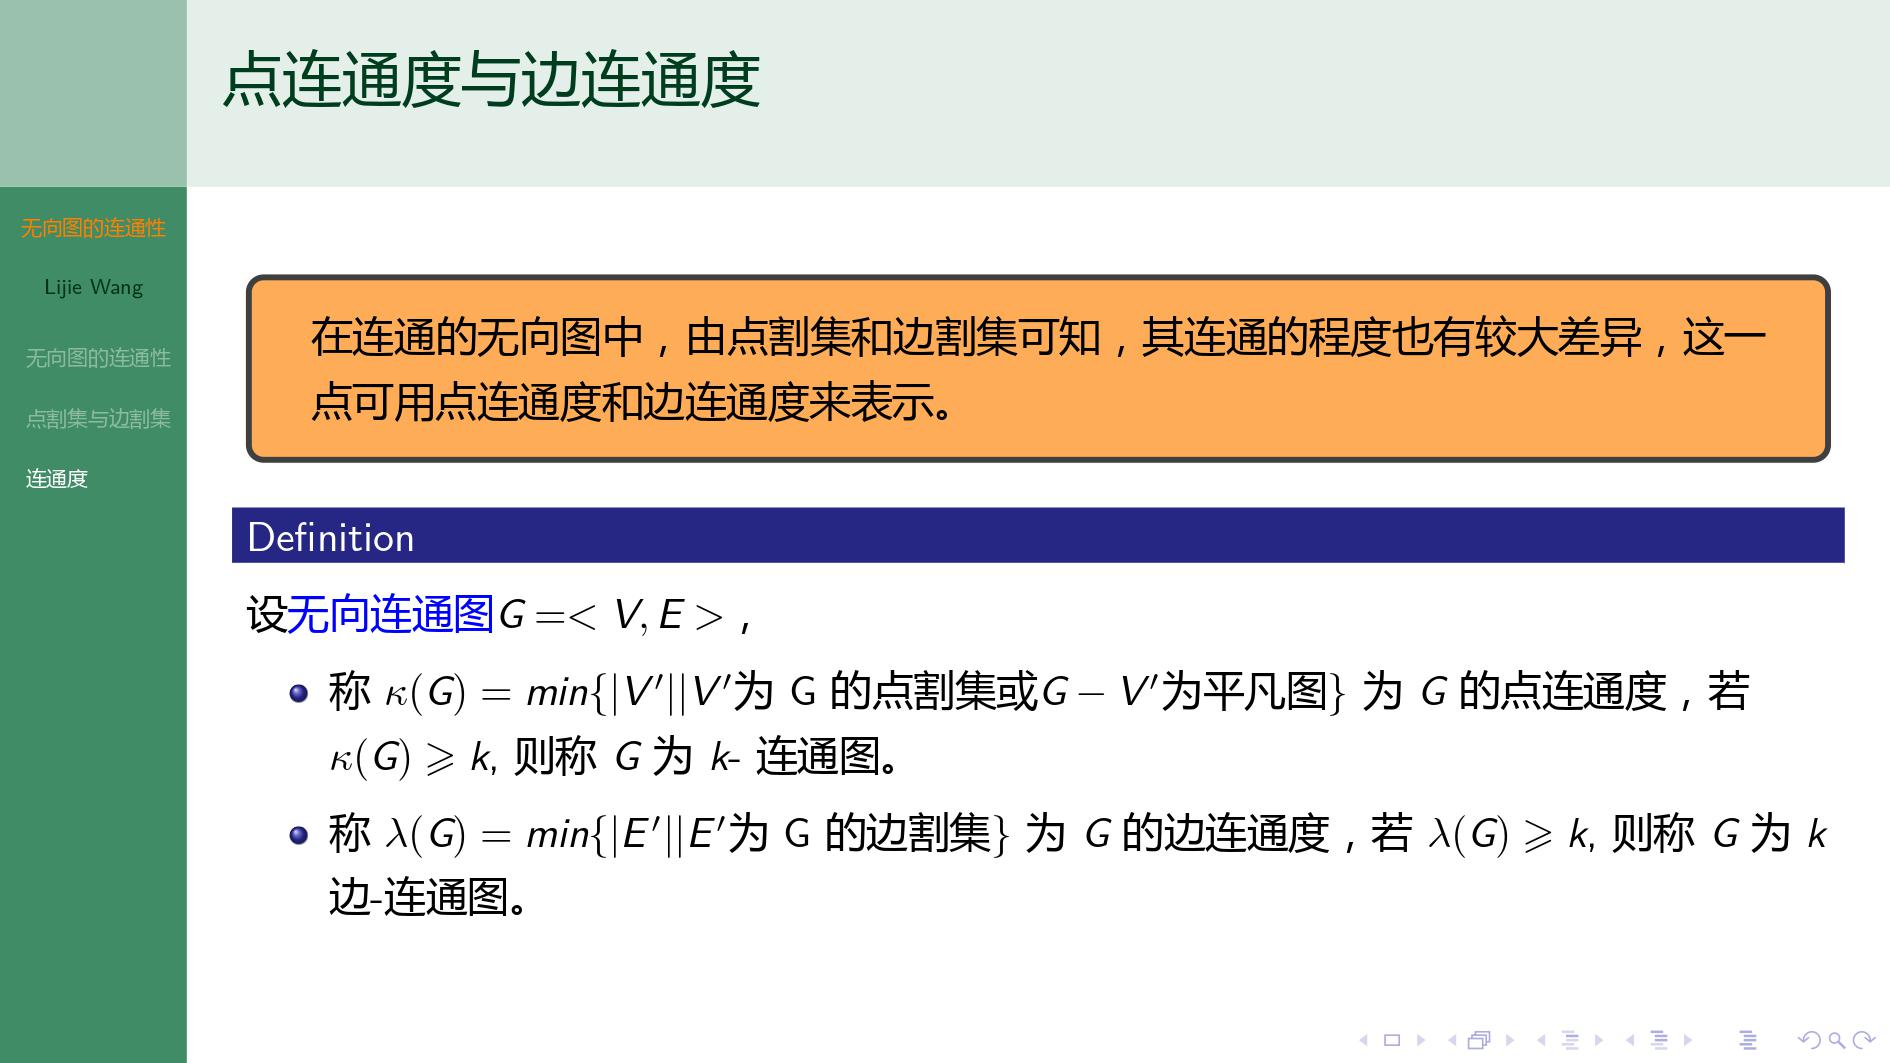 点连通度与边连通度
无向图的连通性
Lijie Wang
无向图的连通性
点割集与边割集
连通度
在连通的无向图中，由点割集和边割集可知，其连通的程度也有较大差异，这一
点可用点连通度和边连通度来表示。
Definition
设无向连通图G =< V, E >，
称 κ(G) = min{|V′||V′为 G 的点割集或G − V′为平凡图} 为 G 的点连通度，若
κ(G) ⩾ k, 则称 G 为 k- 连通图。
称 λ(G) = min{|E′||E′为 G 的边割集} 为 G 的边连通度，若 λ(G) ⩾ k, 则称 G 为 k
边-连通图。